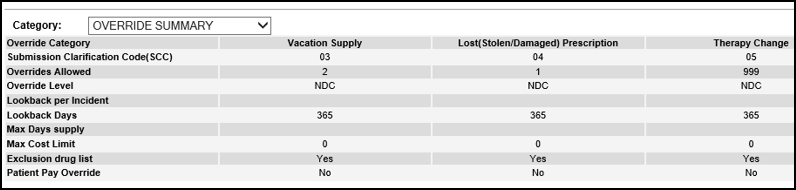 Category: OVERRIDE SUMMARY
Override Category Vacation Supply Lost(Stolen/Damaged) Prescription Therapy Change
Submission Clarification Code(SCC) 03 04 05
Overrides Allowed 2 1 999
Override Level NDC NDC NDC
Lookback per Incident
Lookback Days 365 365 365
Max Days supply
Max Cost Limit 0 0 0
Exclusion drug list Yes Yes Yes
Patient Pay Override No No No